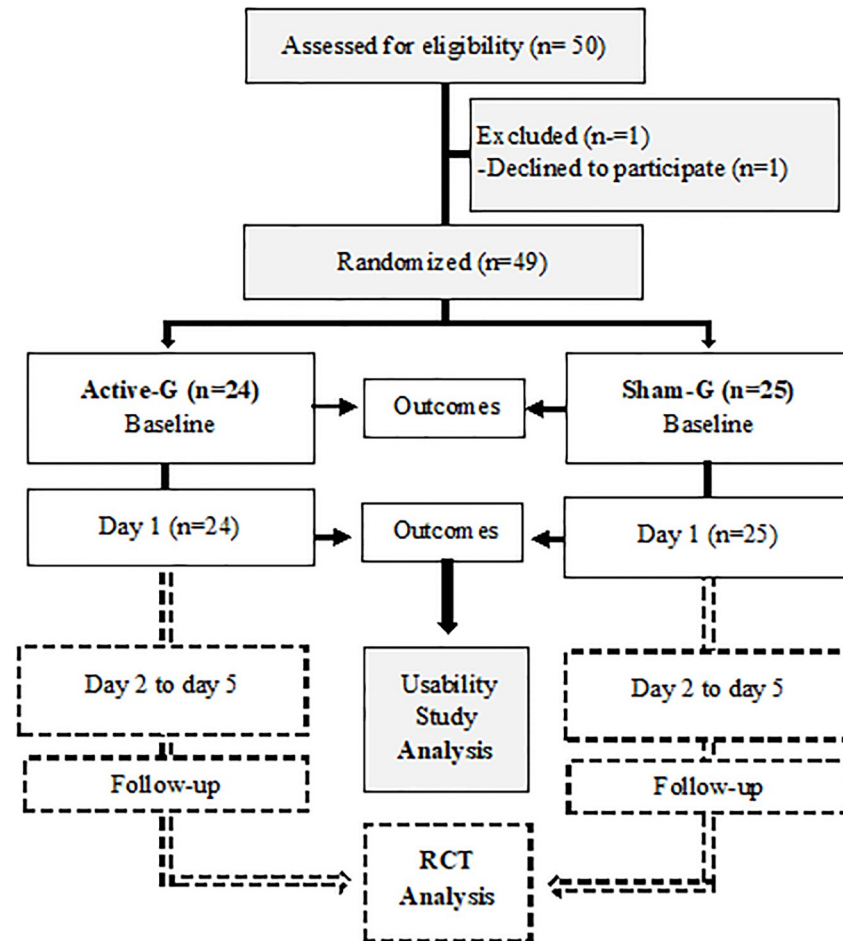 Assessed for eligibility (n= 50)
Excluded (n-=1)
-Declined to participate (n=1)
Randomized (n=49)
Active-G (n=24)
Baseline
Outcomes
Sham-G (n=25)
Baseline
Day 1 (n=24)
Outcomes
Day 1 (n=25)
Day 2 to day 5
Usability
Study
Analysis
Day 2 to day 5
Follow-up
Follow-up
RCT
Analysis